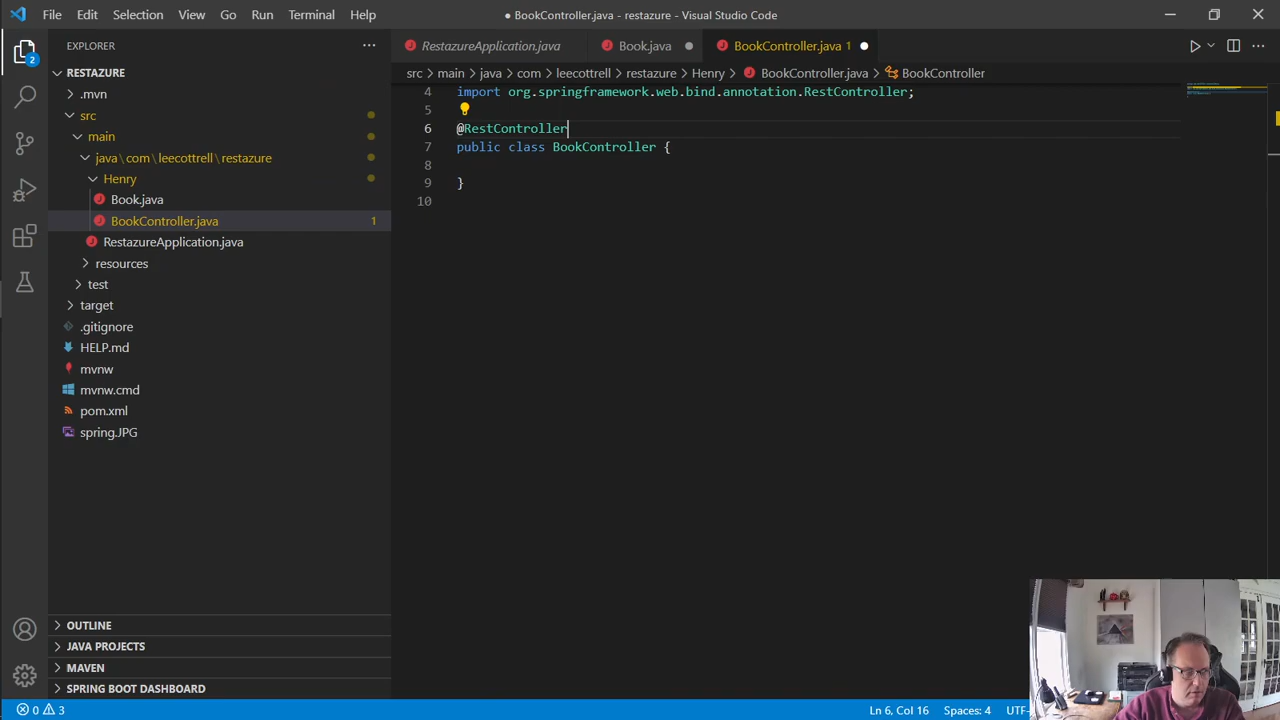 File Edit Selection View Go Run Terminal Help
● BookController.java - restazure - Visual Studio Code
EXPLORER
RestazureApplication.java
Book.java
BookController.java 1
RESTAZURE
src > main > java > com > leecottrell > restazure > Henry > BookController.java > BookController
.mvn
src
main
java\com\leecottrell\restazure
Henry
Book.java
BookController.java 1
RestazureApplication.java
resources
test
target
.gitignore
HELP.md
mvnw
mvnw.cmd
pom.xml
spring.JPG
4 import org.springframework.web.bind.annotation.RestController;
5
6 @RestController
7 public class BookController {
8
9 }
10
2
OUTLINE
JAVA PROJECTS
MAVEN
SPRING BOOT DASHBOARD
0 3
Ln 6, Col 16 Spaces: 4 UTF-